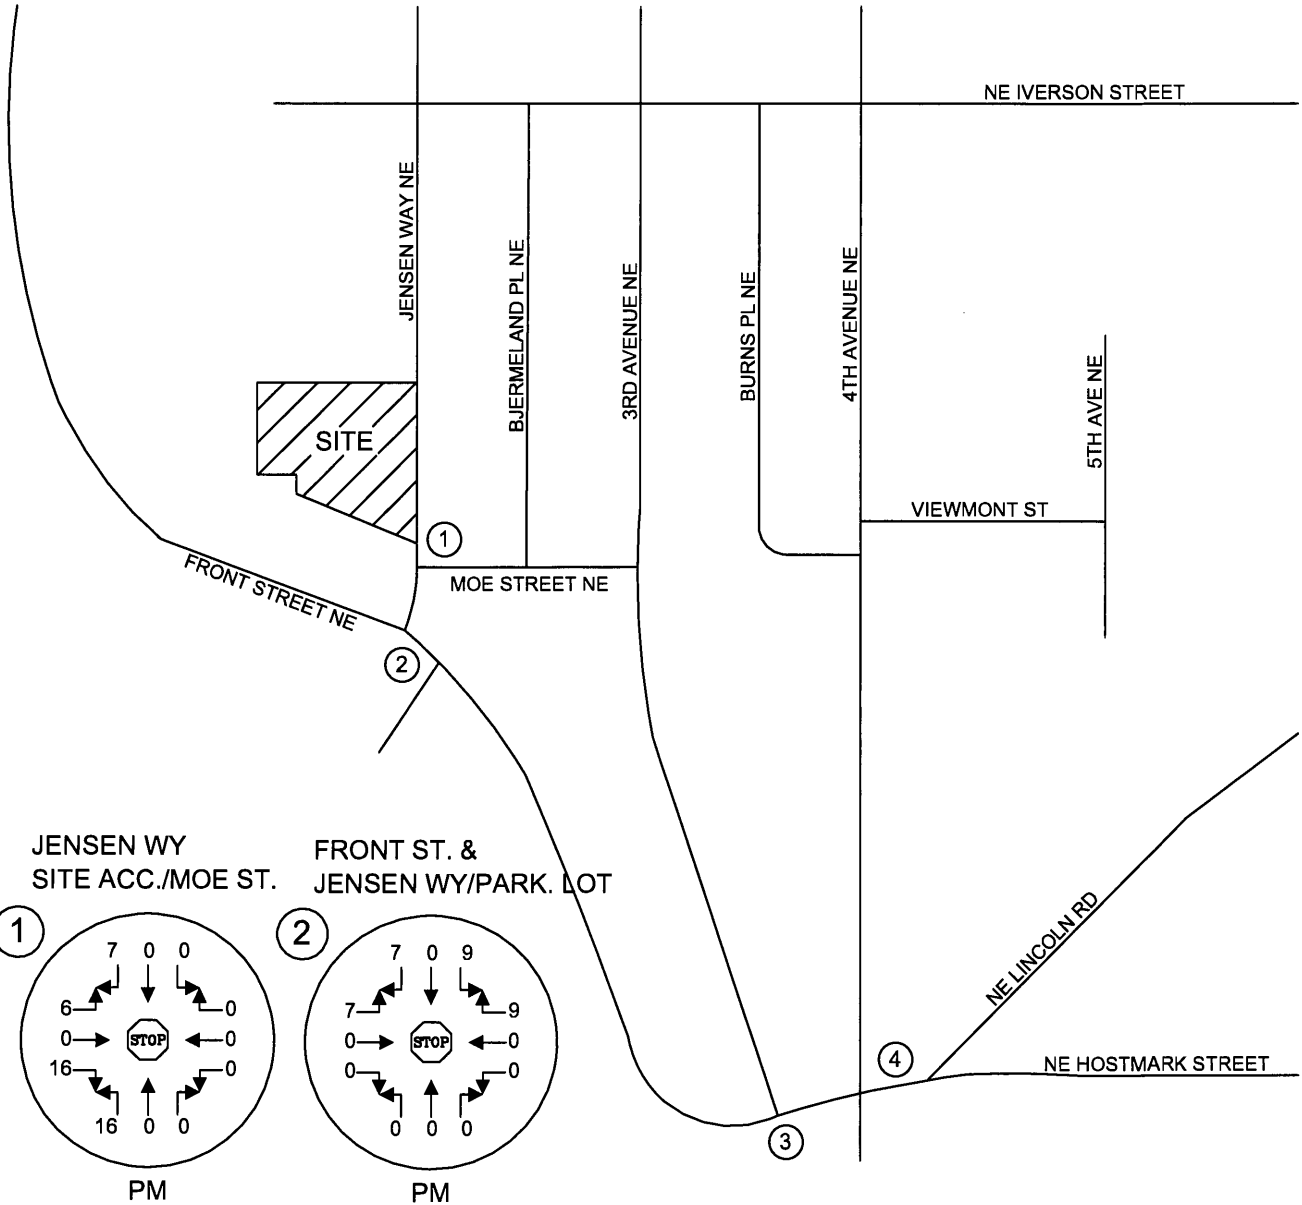 NE IVERSON STREET
JENSEN WAY NE
BJERMELAND PL NE
3RD AVENUE NE
BURNS PL NE
4TH AVENUE NE
5TH AVE NE
SITE
VIEWMONT ST
1
MOE STREET NE
FRONT STREET NE
2
NE LINCOLN RD
4
NE HOSTMARK STREET
3
JENSEN WY
SITE ACC./MOE ST.
1
7 0 0
6 0
0 STOP 0
16 0
16 0 0
PM
FRONT ST. &
JENSEN WY/PARK. LOT
2
7 0 9
7 9
0 STOP 0
0 0
0 0 0
PM